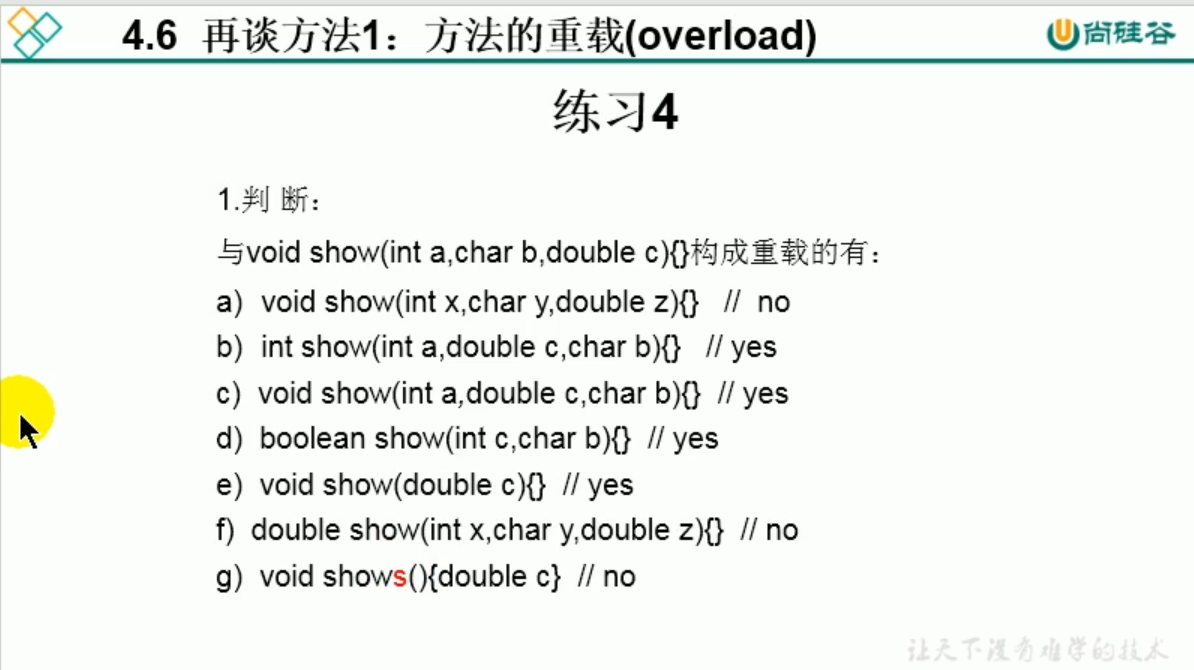 4.6 再谈方法1：方法的重载(overload)
尚硅谷
练习4
1.判 断：
与void show(int a,char b,double c){}构成重载的有：
a) void show(int x,char y,double z){} // no
b) int show(int a,double c,char b){} // yes
c) void show(int a,double c,char b){} // yes
d) boolean show(int c,char b){} // yes
e) void show(double c){} // yes
f) double show(int x,char y,double z){} // no
g) void shows(){double c} // no
让天下没有难学的技术